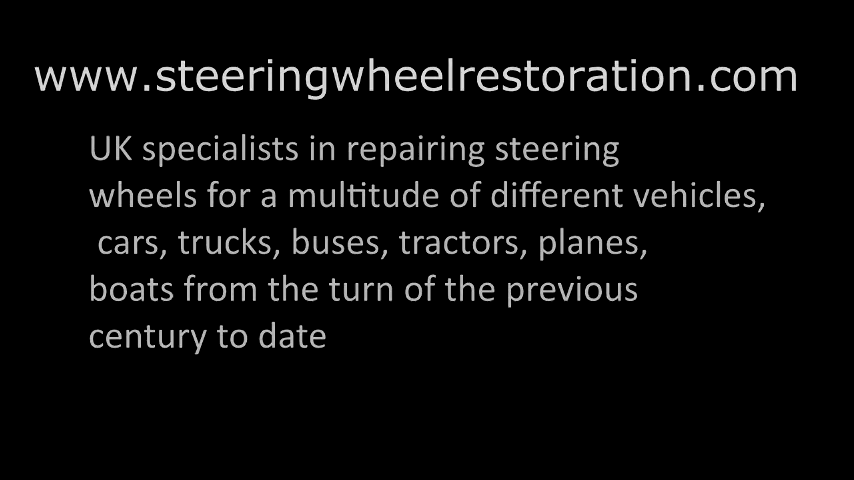 www.steeringwheelrestoration.com
UK specialists in repairing steering
wheels for a multitude of different vehicles,
cars, trucks, buses, tractors, planes,
boats from the turn of the previous
century to date